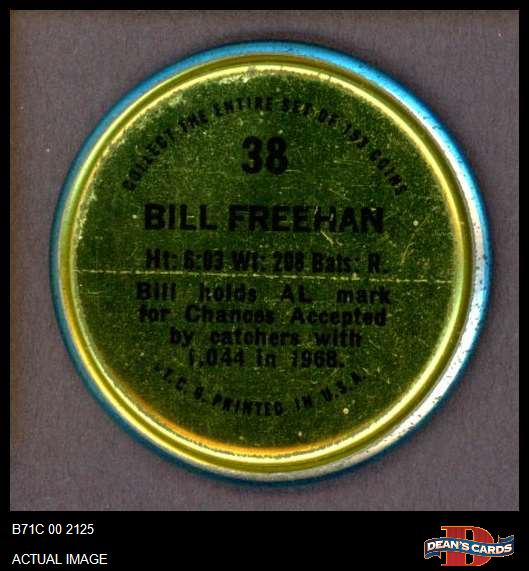 COLLECT THE ENTIRE SET OF 153 COINS
38
BILL FREEHAN
Ht: 6:03 Wt: 208 Bats: R.
Bill holds AL mark
for Chances Accepted
by catchers with
1,044 in 1968.
T.C.G. PRINTED IN U.S.A.
B71C 00 2125
ACTUAL IMAGE
DEAN'S CARDS